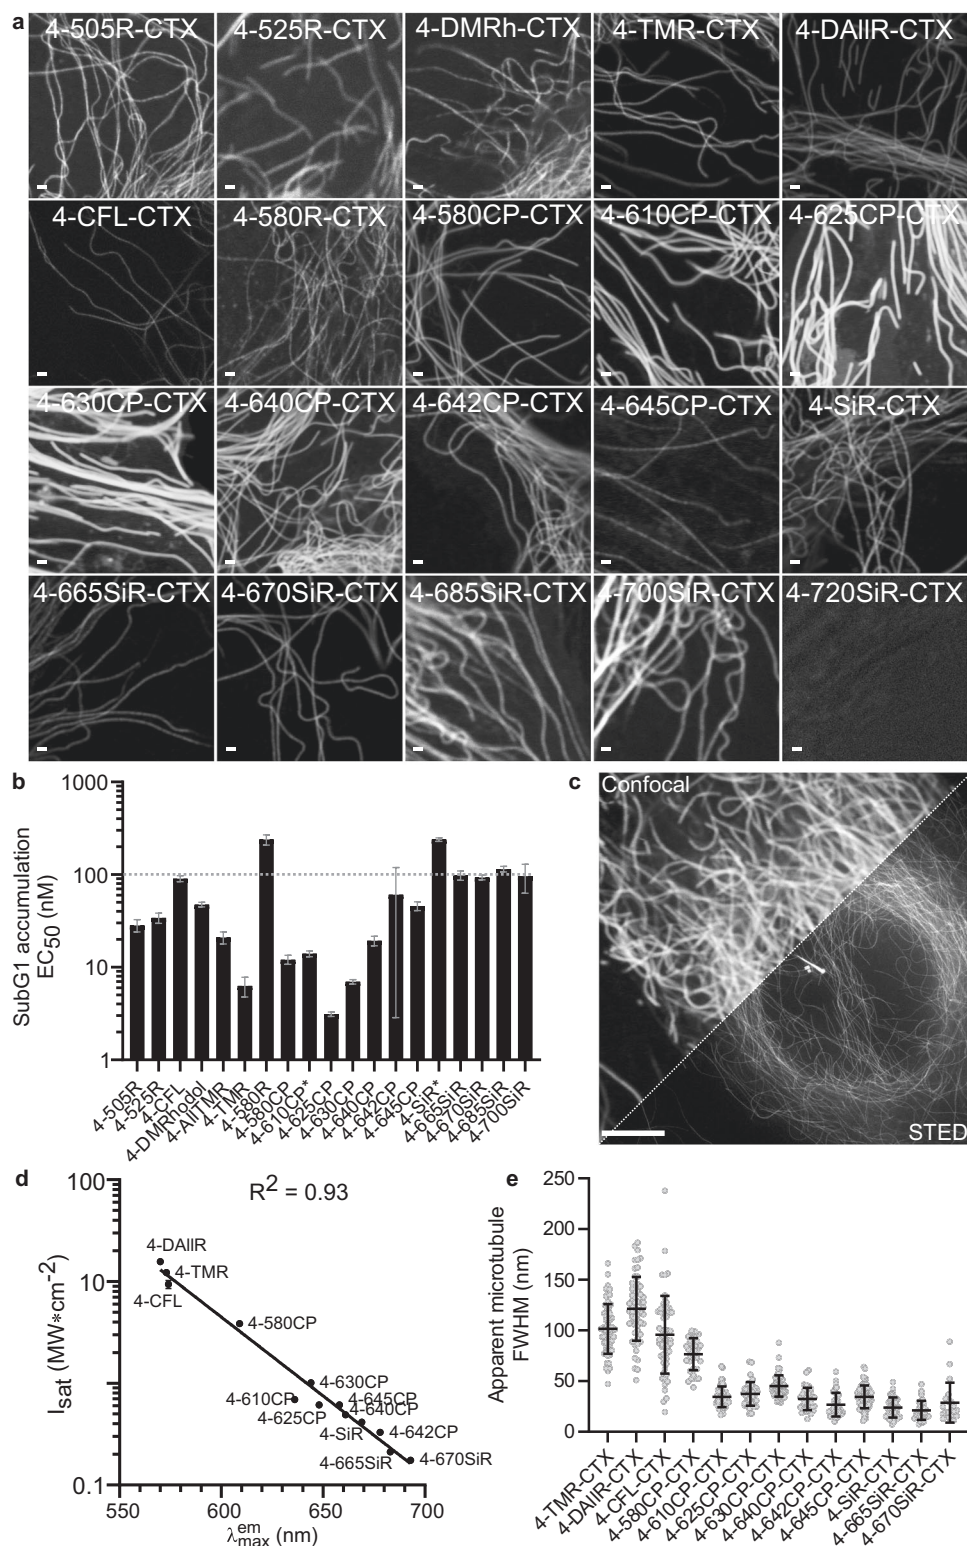 a
4-505R-CTX
4-525R-CTX
4-DMRh-CTX
4-TMR-CTX
4-DAIIR-CTX
4-CFL-CTX
4-580R-CTX
4-580CP-CTX
4-610CP-CTX
4-625CP-CTX
4-630CP-CTX
4-640CP-CTX
4-642CP-CTX
4-645CP-CTX
4-SiR-CTX
4-665SiR-CTX
4-670SiR-CTX
4-685SiR-CTX
4-700SiR-CTX
4-720SiR-CTX
b
SubG1 accumulation
EC50 (nM)
1000
100
10
1
4-505R
4-525R
4-CFL
4-DMRhodol
4-AllTMR
4-TMR
4-580R
4-580CP
4-610CP*
4-625CP
4-630CP
4-640CP
4-642CP
4-645CP
4-SiR*
4-665SiR
4-670SiR
4-685SiR
4-700SiR
c
Confocal
STED
d
R2 = 0.93
Isat (MW*cm-2)
100
10
1
0.1
4-DAIIR
4-TMR
4-CFL
4-580CP
4-630CP
4-610CP
4-645CP
4-625CP
4-640CP
4-SiR
4-642CP
4-665SiR
4-670SiR
550
600
650
700
λemmax (nm)
e
Apparent microtubule
FWHM (nm)
250
200
150
100
50
0
4-TMR-CTX
4-DAIIR-CTX
4-CFL-CTX
4-580CP-CTX
4-610CP-CTX
4-625CP-CTX
4-630CP-CTX
4-640CP-CTX
4-642CP-CTX
4-645CP-CTX
4-SiR-CTX
4-665SiR-CTX
4-670SiR-CTX